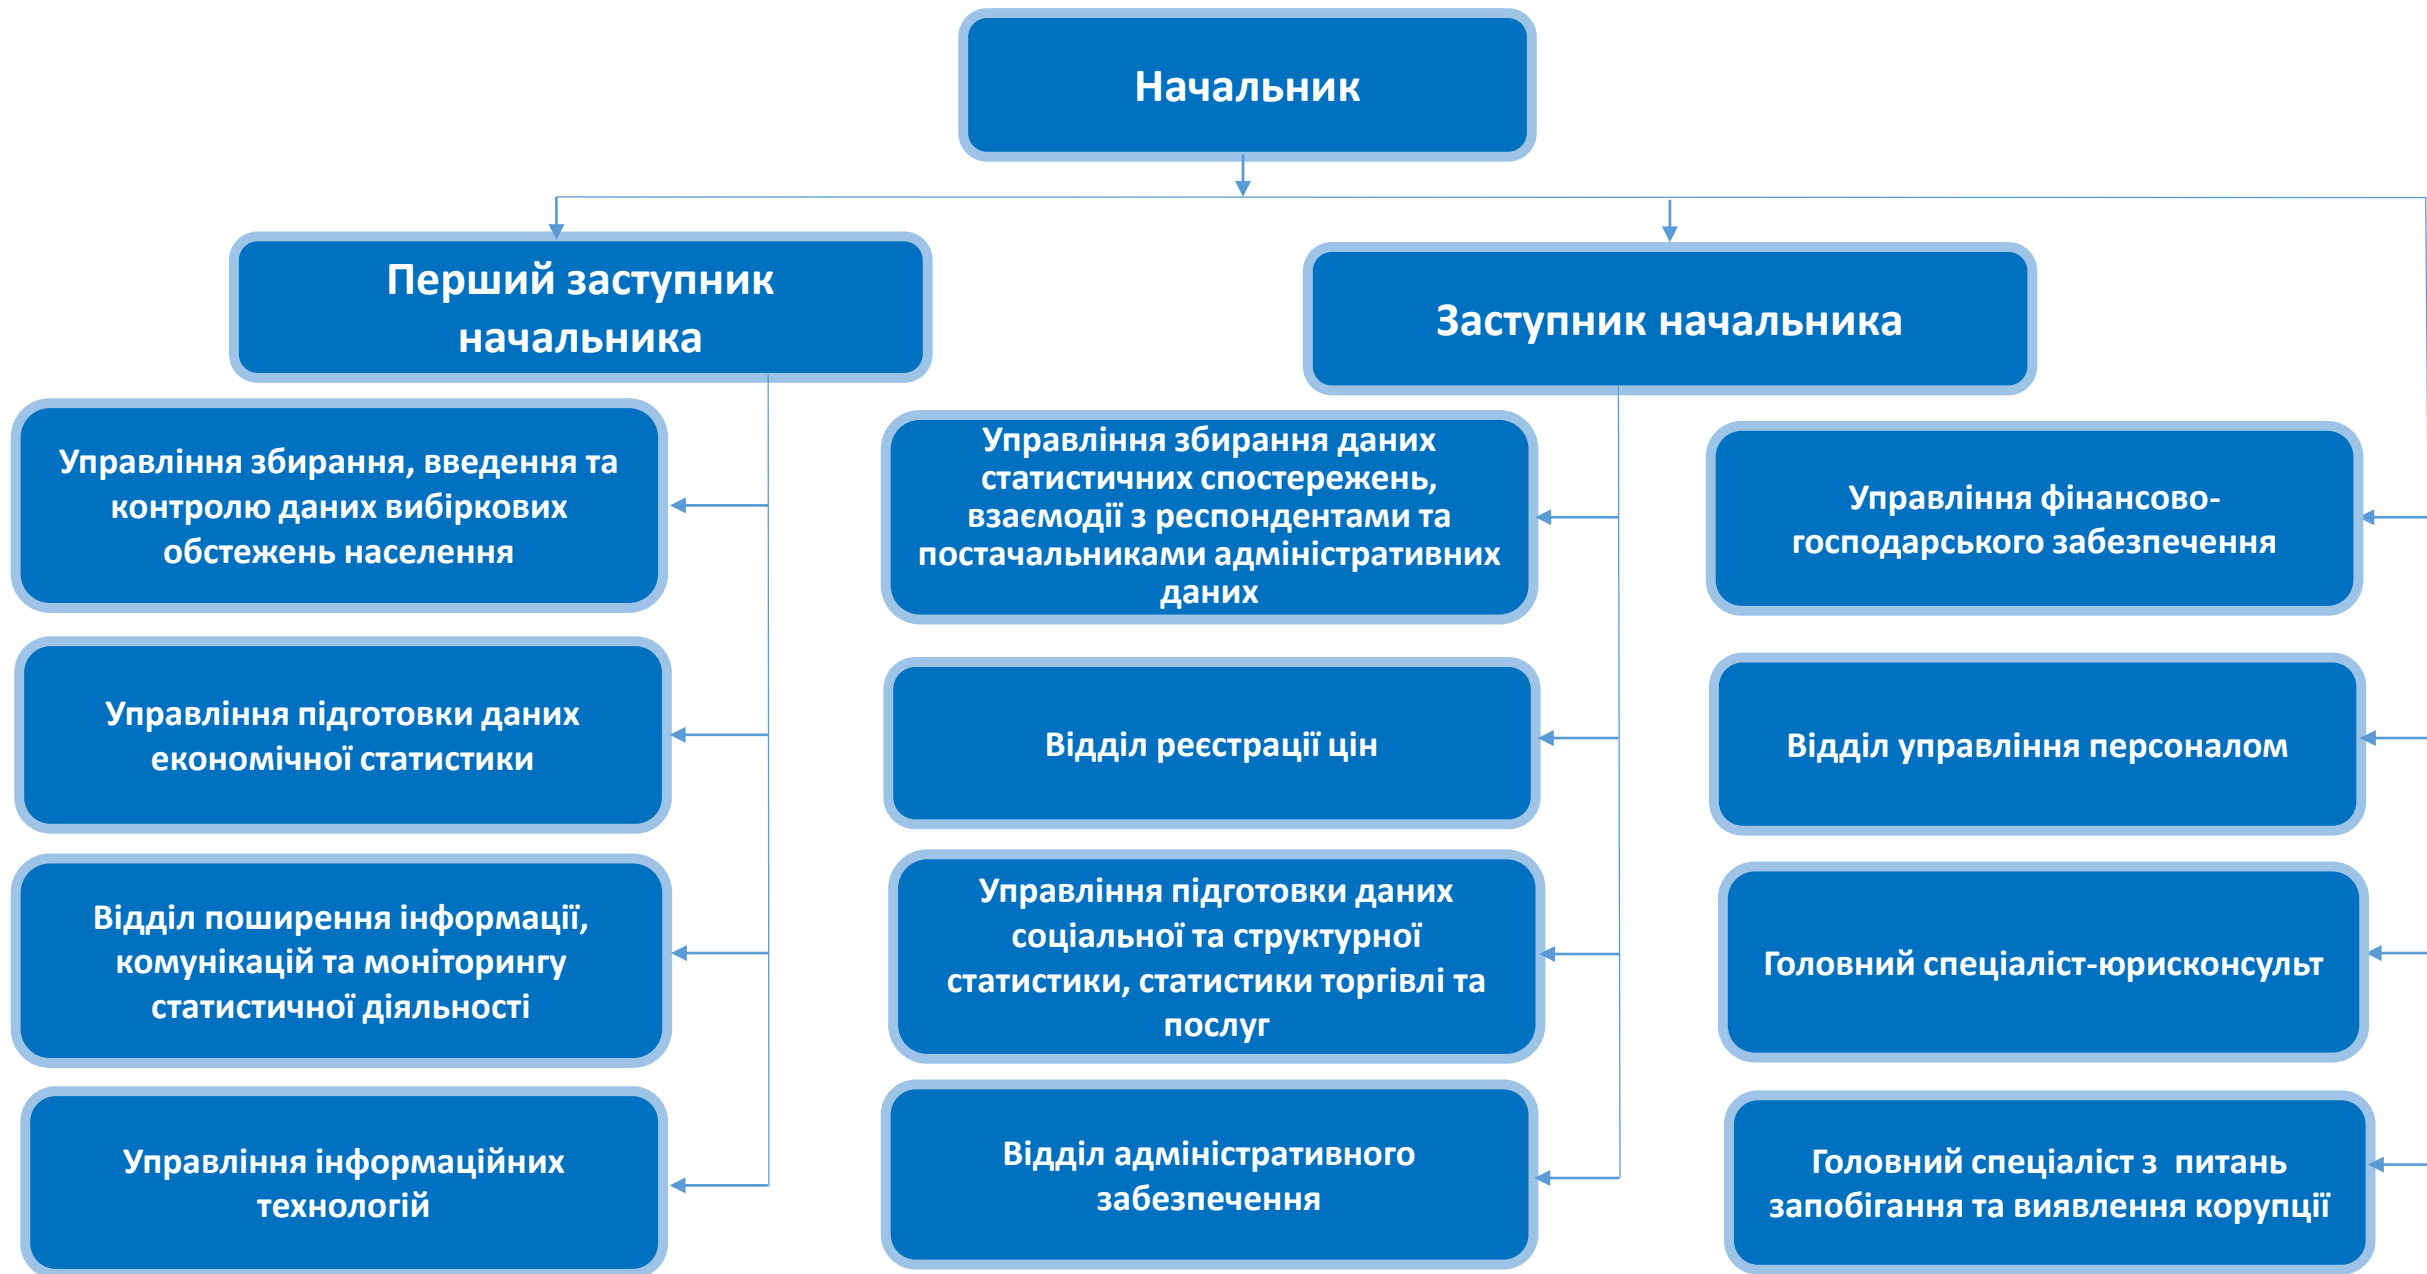 Начальник
Перший заступник
начальника
Заступник начальника
Управління збирання, введення та
контролю даних вибіркових
обстежень населення
Управління збирання даних
статистичних спостережень,
взаємодії з респондентами та
постачальниками адміністративних
даних
Управління фінансово-
господарського забезпечення
Управління підготовки даних
економічної статистики
Відділ реєстрації цін
Відділ управління персоналом
Відділ поширення інформації,
комунікацій та моніторингу
статистичної діяльності
Управління підготовки даних
соціальної та структурної
статистики, статистики торгівлі та
послуг
Головний спеціаліст-юрисконсульт
Управління інформаційних
технологій
Відділ адміністративного
забезпечення
Головний спеціаліст з питань
запобігання та виявлення корупції